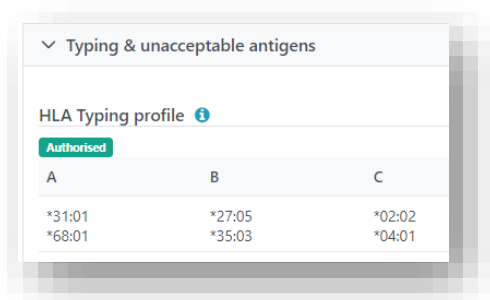 Typing & unacceptable antigens
HLA Typing profile
Authorised
A B C
*31:01 *27:05 *02:02
*68:01 *35:03 *04:01